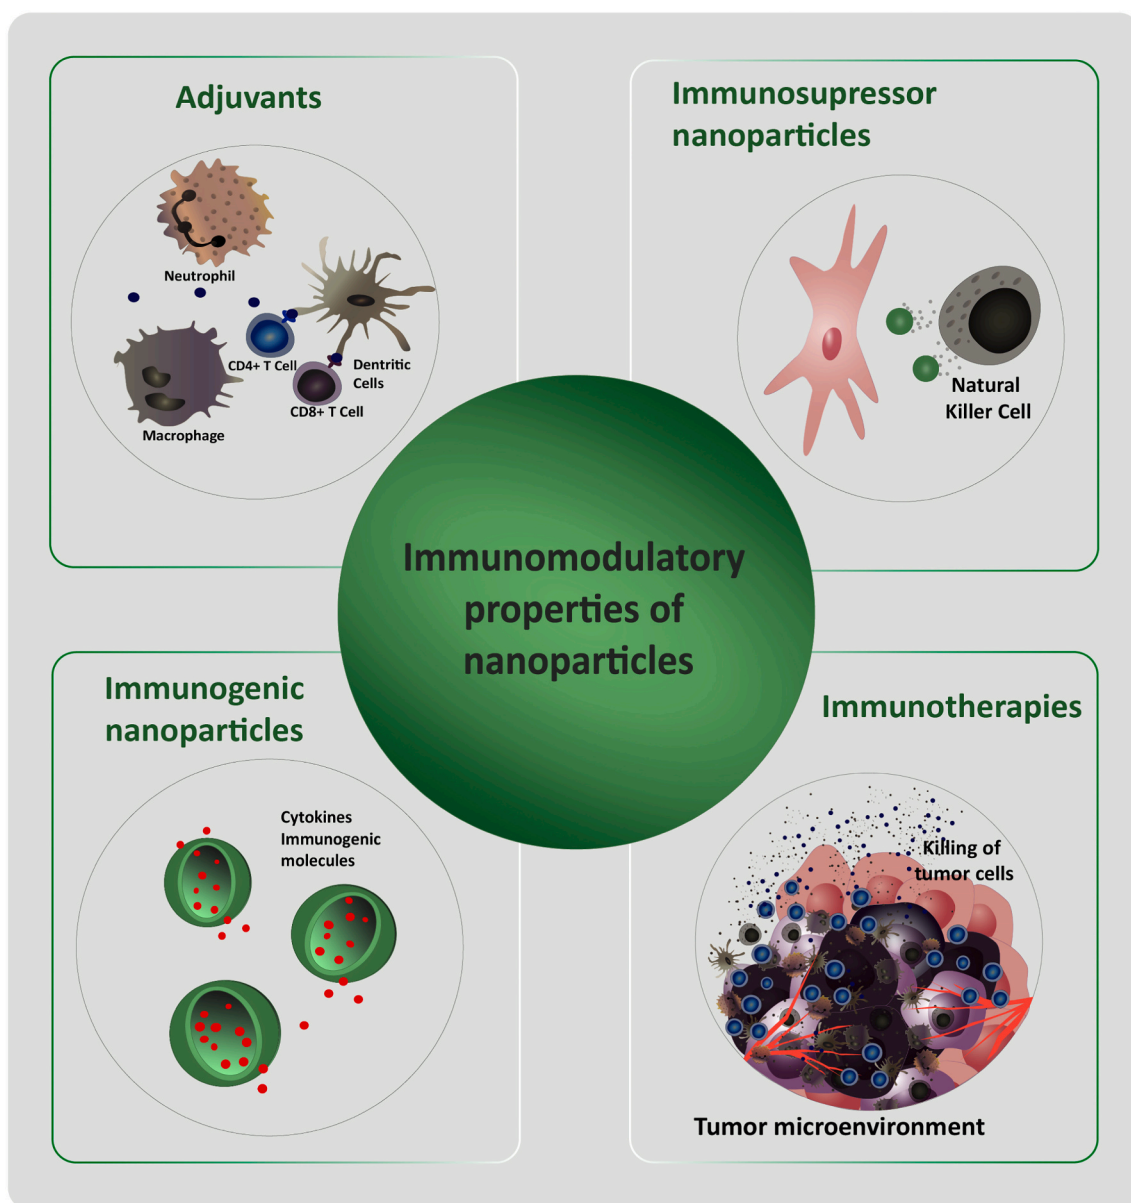 Adjuvants
Neutrophil
CD4+ T Cell
Dentritic
Cells
CD8+ T Cell
Macrophage
Immunosupressor
nanoparticles
Natural
Killer Cell
Immunomodulatory
properties of
nanoparticles
Immunogenic
nanoparticles
Cytokines
Immunogenic
molecules
Immunotherapies
Killing of
tumor cells
Tumor microenvironment